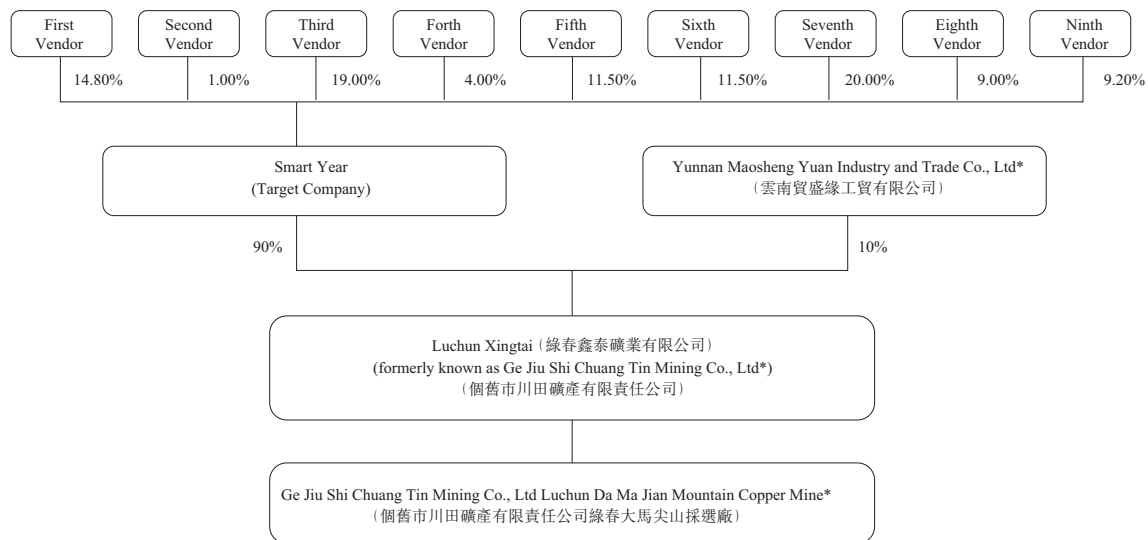 First
Vendor
Second
Vendor
Third
Vendor
Forth
Vendor
Fifth
Vendor
Sixth
Vendor
Seventh
Vendor
Eighth
Vendor
Ninth
Vendor
14.80%
1.00%
19.00%
4.00%
11.50%
11.50%
20.00%
9.00%
9.20%
Smart Year
(Target Company)
Yunnan Maosheng Yuan Industry and Trade Co., Ltd*
(雲南貿盛緣工貿有限公司)
90%
10%
Luchun Xingtai (綠春鑫泰礦業有限公司)
(formerly known as Ge Jiu Shi Chuang Tin Mining Co., Ltd*)
(個舊市川田礦產有限責任公司)
Ge Jiu Shi Chuang Tin Mining Co., Ltd Luchun Da Ma Jian Mountain Copper Mine*
(個舊市川田礦產有限責任公司綠春大馬尖山採選廠)